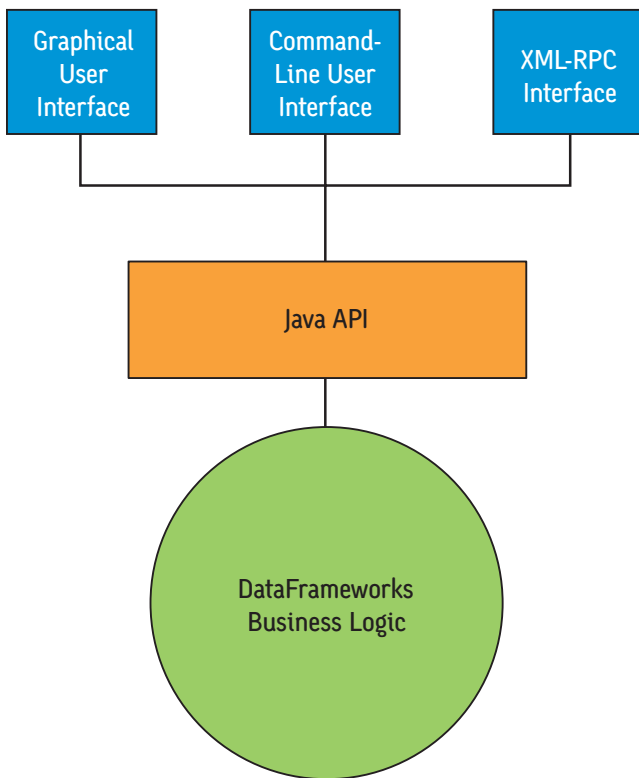 Graphical
User
Interface
Command-
Line User
Interface
XML-RPC
Interface
Java API
DataFrameworks
Business Logic